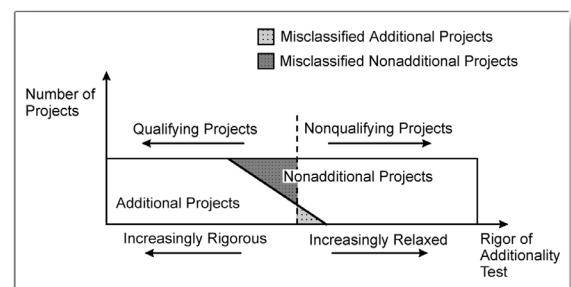 Misclassified Additional Projects
Misclassified Nonadditional Projects
Number of
Projects
Qualifying Projects
Nonqualifying Projects
Nonadditional Projects
Additional Projects
Increasingly Rigorous
Increasingly Relaxed
Rigor of
Additionality
Test